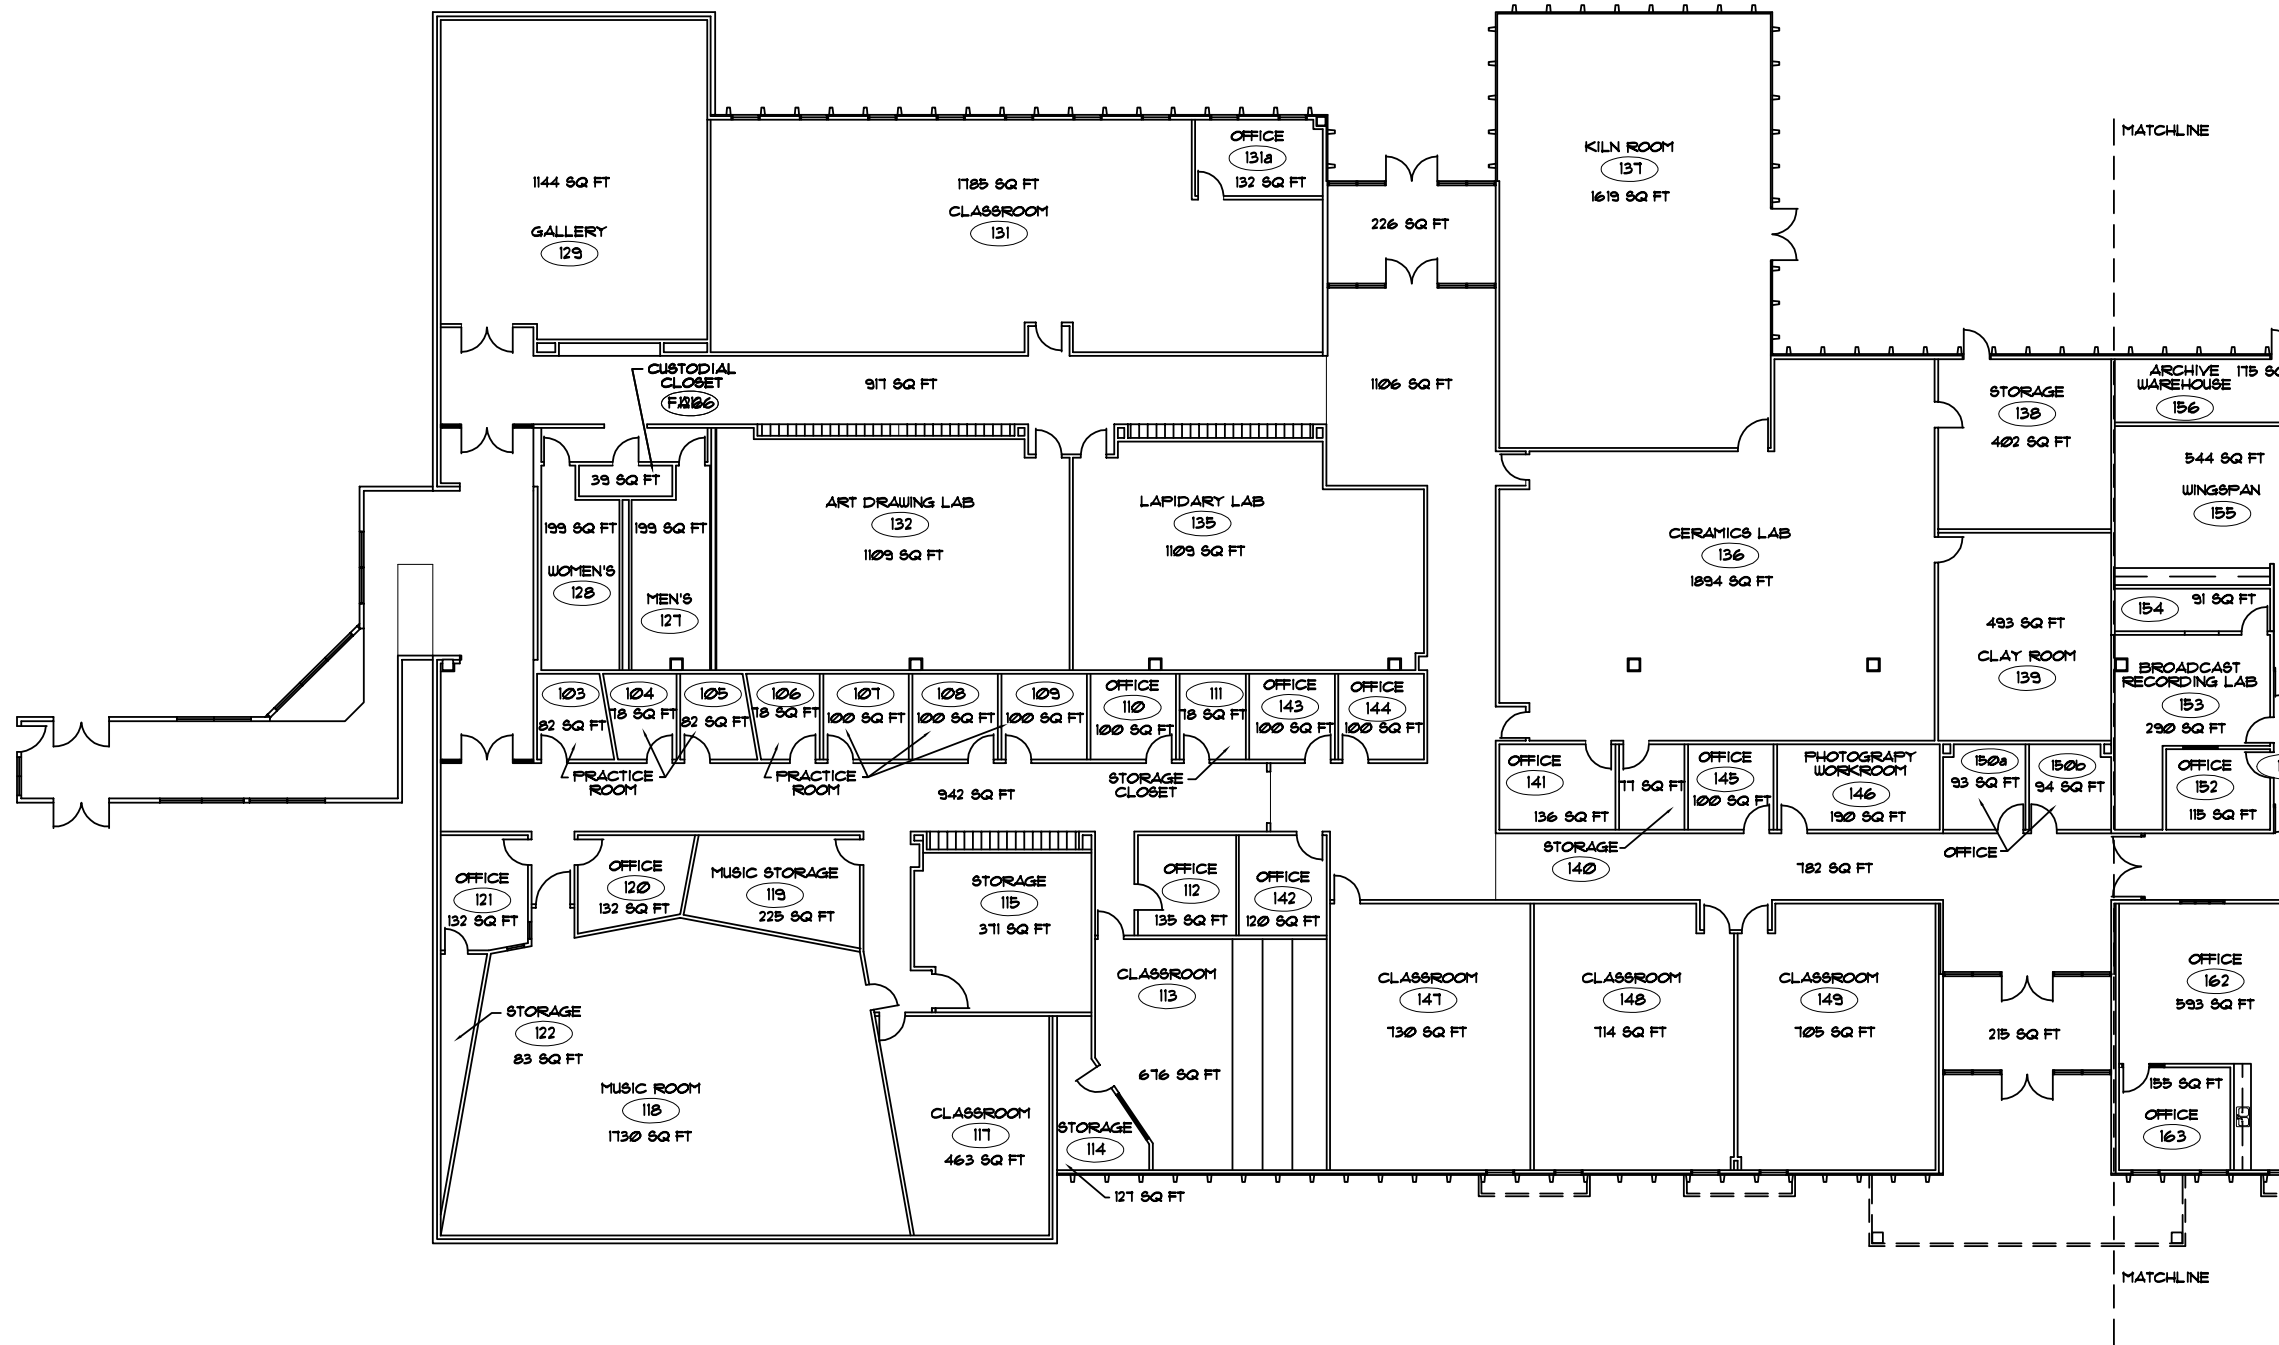 MATCHLINE
OFFICE
131a
132 SQ FT
KILN ROOM
137
1619 SQ FT
1144 SQ FT
GALLERY
129
1785 SQ FT
CLASSROOM
131
226 SQ FT
CUSTODIAL
CLOSET
917 SQ FT
1106 SQ FT
STORAGE
138
402 SQ FT
ARCHIVE
WAREHOUSE
156
175 SQ
39 SQ FT
544 SQ FT
WINGSPAN
155
199 SQ FT
WOMEN'S
128
199 SQ FT
MEN'S
127
ART DRAWING LAB
132
1109 SQ FT
LAPIDARY LAB
135
1109 SQ FT
CERAMICS LAB
136
1894 SQ FT
493 SQ FT
CLAY ROOM
139
154
91 SQ FT
BROADCAST
RECORDING LAB
153
290 SQ FT
103
82 SQ FT
104
78 SQ FT
105
82 SQ FT
106
78 SQ FT
107
100 SQ FT
108
100 SQ FT
109
100 SQ FT
OFFICE
110
100 SQ FT
111
78 SQ FT
OFFICE
143
100 SQ FT
OFFICE
144
100 SQ FT
PRACTICE
ROOM
PRACTICE
ROOM
STORAGE
CLOSET
942 SQ FT
OFFICE
141
136 SQ FT
77 SQ FT
OFFICE
145
100 SQ FT
PHOTOGRAPY
WORKROOM
146
190 SQ FT
150a
93 SQ FT
150b
94 SQ FT
OFFICE
152
115 SQ FT
STORAGE
140
OFFICE
782 SQ FT
OFFICE
121
132 SQ FT
OFFICE
120
132 SQ FT
MUSIC STORAGE
119
225 SQ FT
STORAGE
115
371 SQ FT
OFFICE
112
135 SQ FT
OFFICE
142
120 SQ FT
CLASSROOM
113
676 SQ FT
CLASSROOM
147
730 SQ FT
CLASSROOM
148
714 SQ FT
CLASSROOM
149
705 SQ FT
OFFICE
162
593 SQ FT
215 SQ FT
STORAGE
122
83 SQ FT
MUSIC ROOM
118
1730 SQ FT
CLASSROOM
117
463 SQ FT
STORAGE
114
127 SQ FT
155 SQ FT
OFFICE
163
MATCHLINE